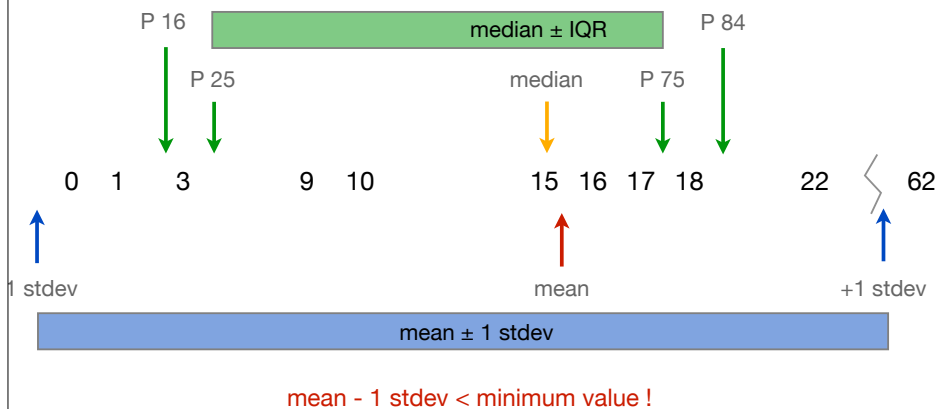 P 16
median ± IQR
P 84
P 25
median
P 75
0 1 3 9 10 15 16 17 18 22 62
1 stdev
mean
+1 stdev
mean ± 1 stdev
mean - 1 stdev < minimum value !